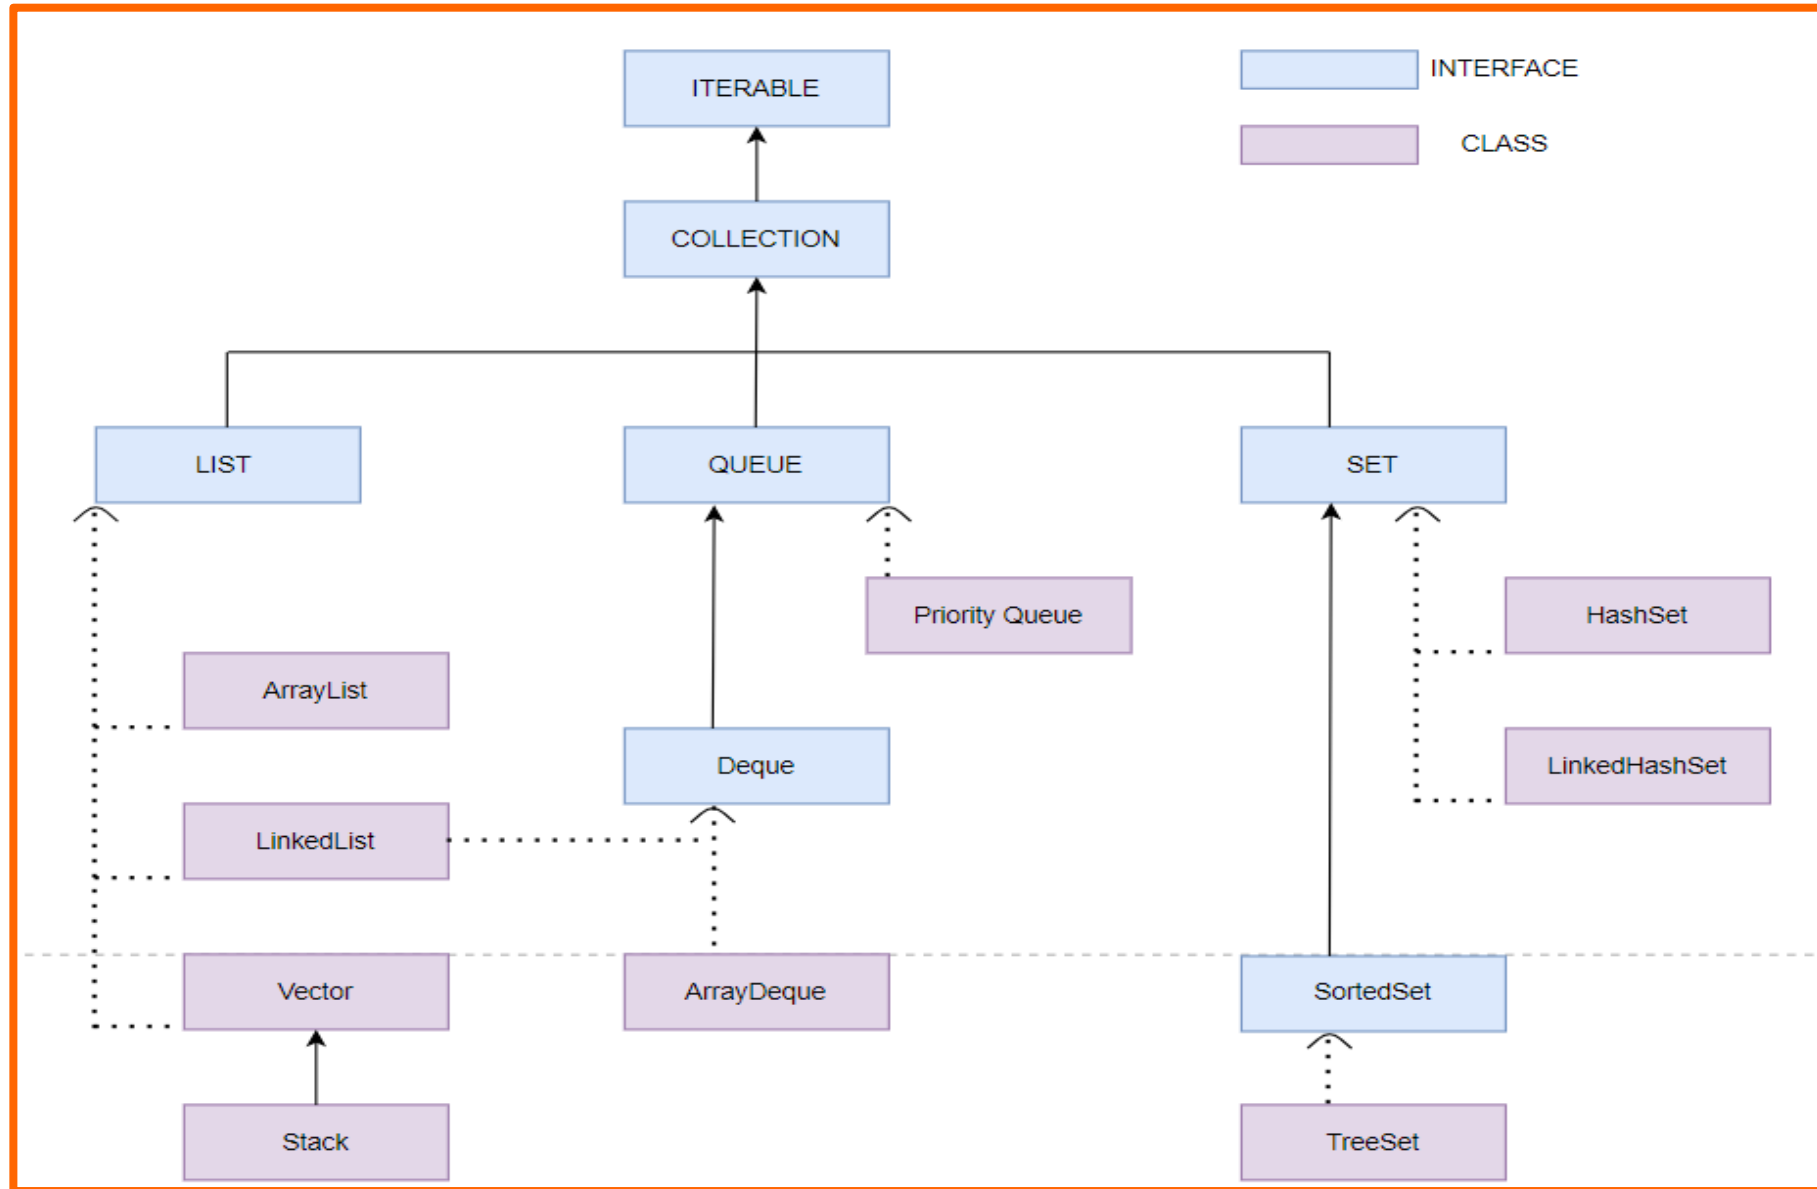 ITERABLE
INTERFACE
CLASS
COLLECTION
LIST
QUEUE
SET
Priority Queue
HashSet
ArrayList
Deque
LinkedHashSet
LinkedList
Vector
ArrayDeque
SortedSet
Stack
TreeSet